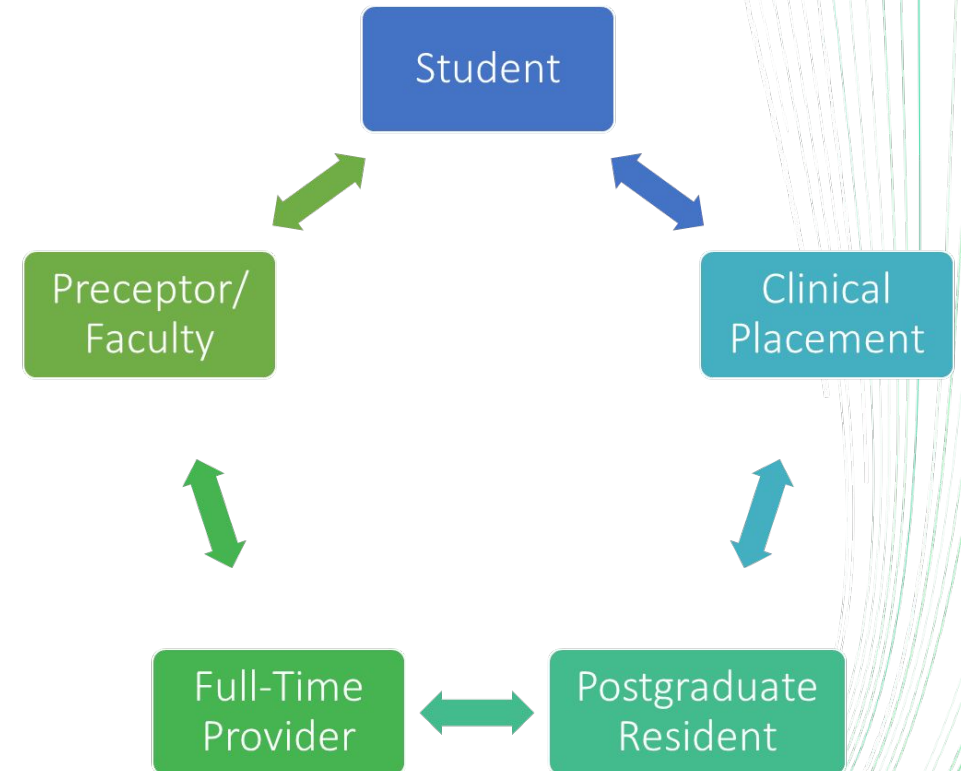 Student
Preceptor/
Faculty
Clinical
Placement
Full-Time
Provider
Postgraduate
Resident